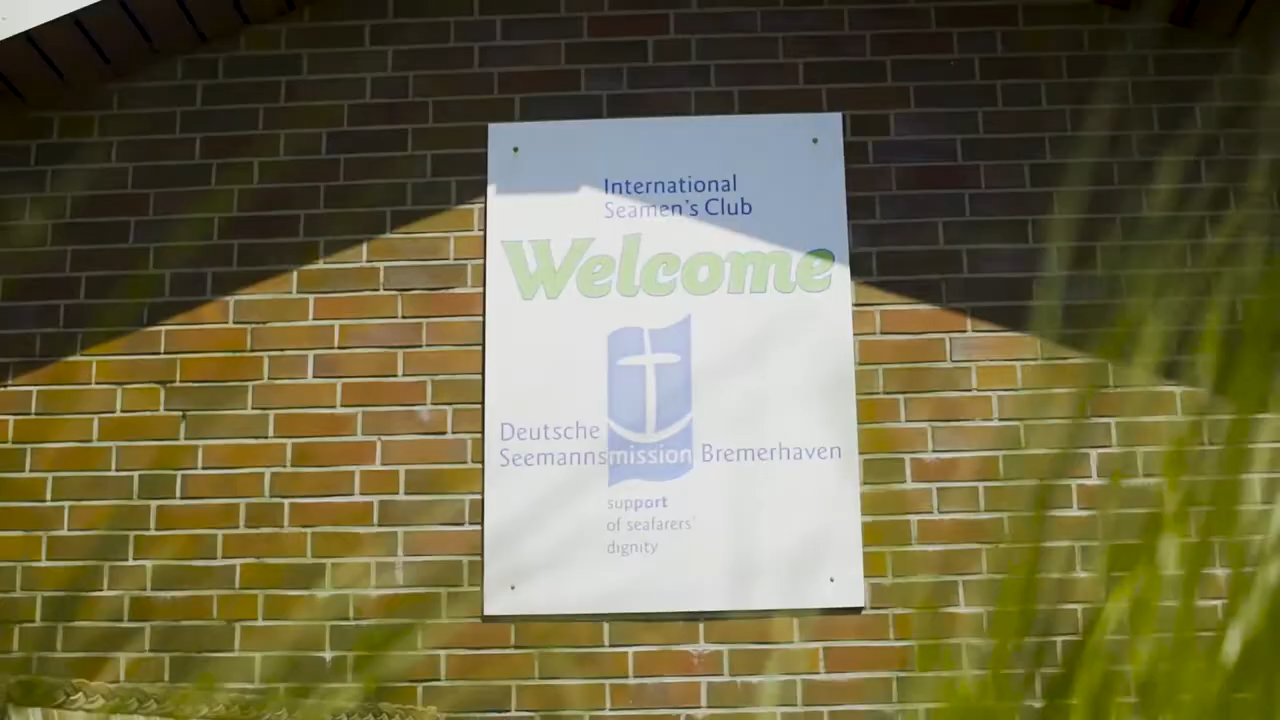 International
Seamen's Club
Welcome
Deutsche
Seemannsmission Bremerhaven
support
of seafarers'
dignity